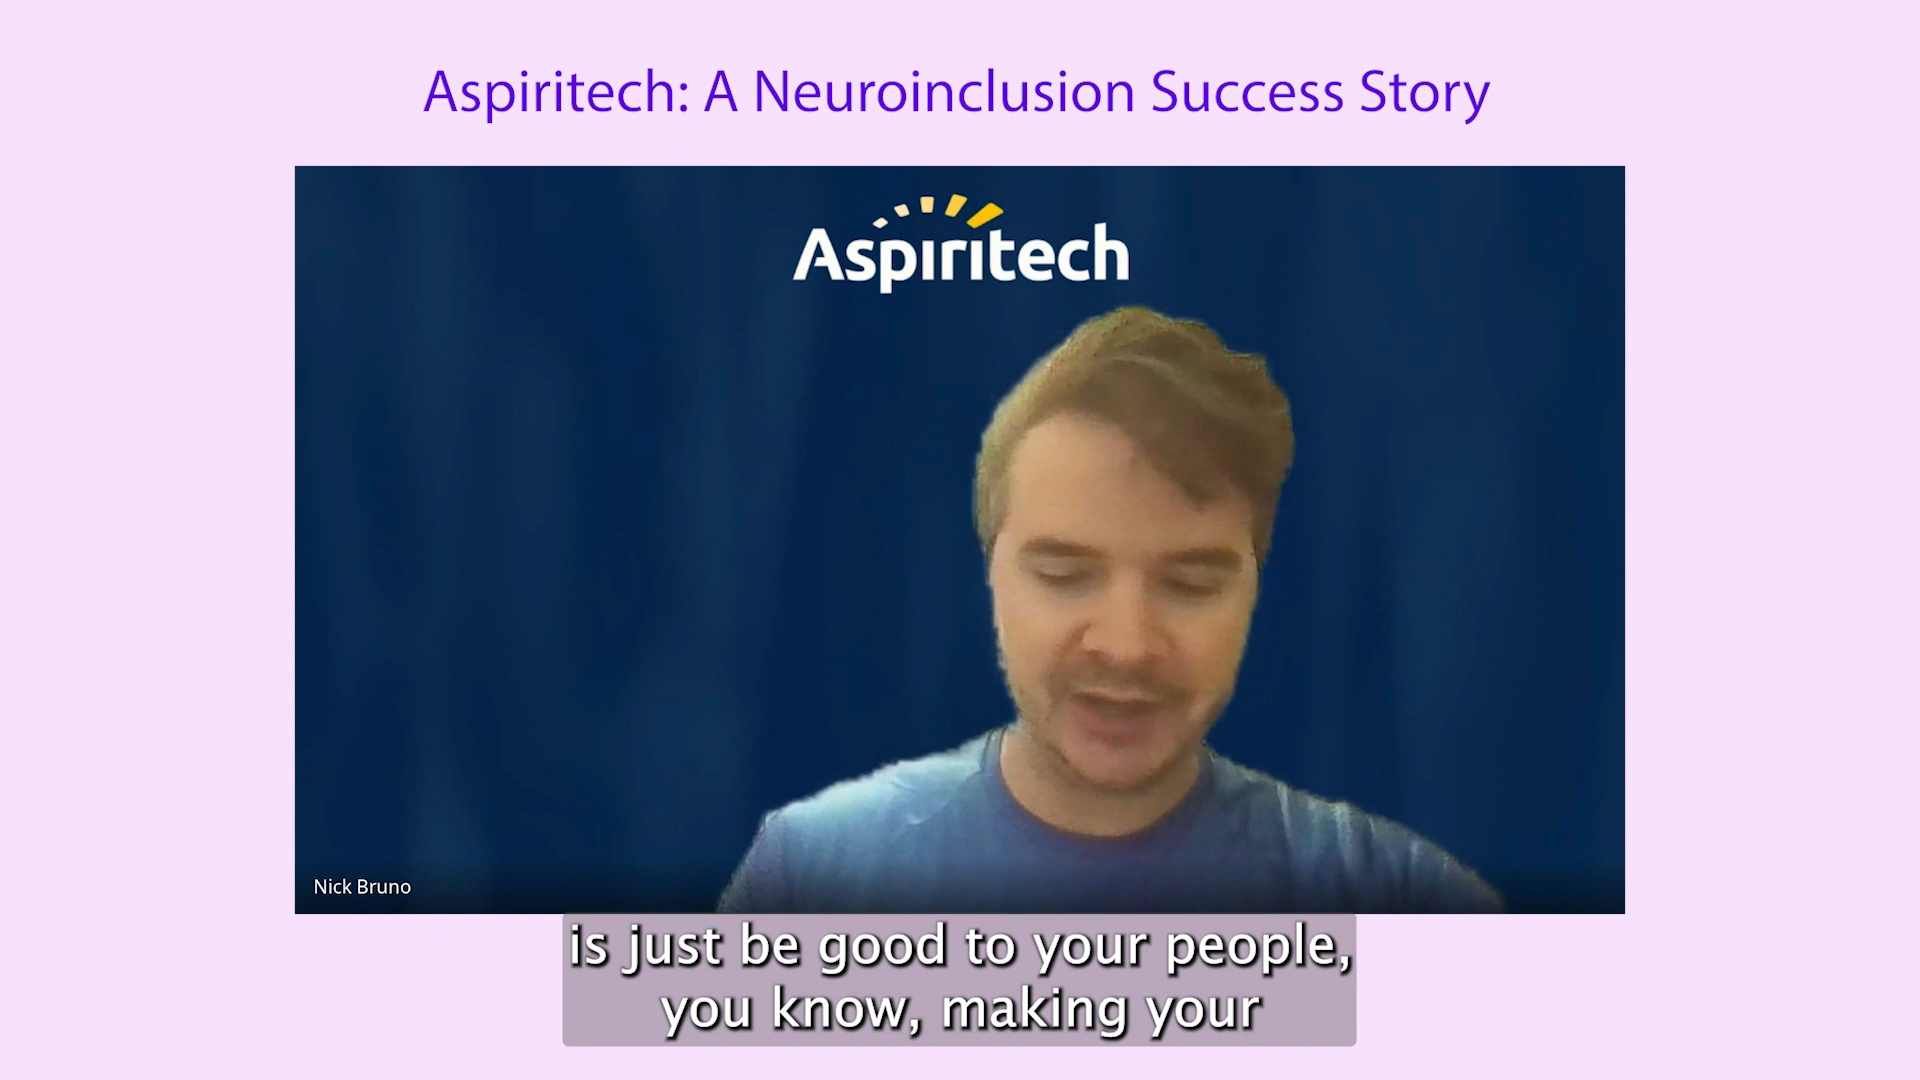 Aspiritech: A Neuroinclusion Success Story
Aspiritech
Nick Bruno
is just be good to your people,
you know, making your